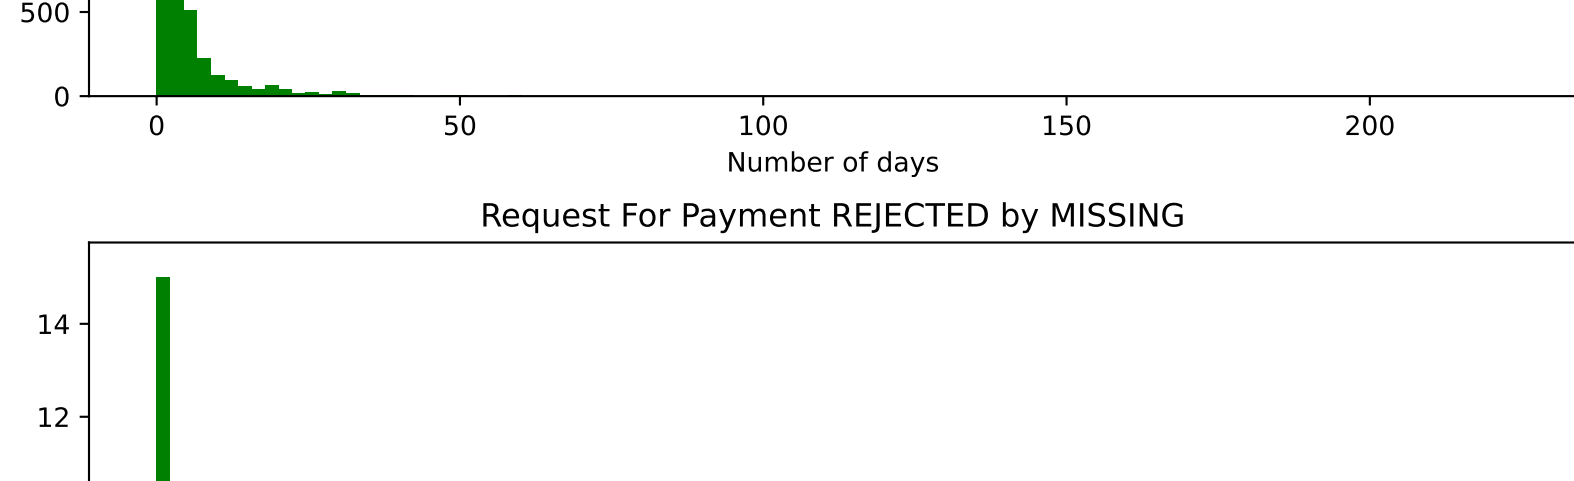 500
0
0 50 100 150 200
Number of days
Request For Payment REJECTED by MISSING
14
12